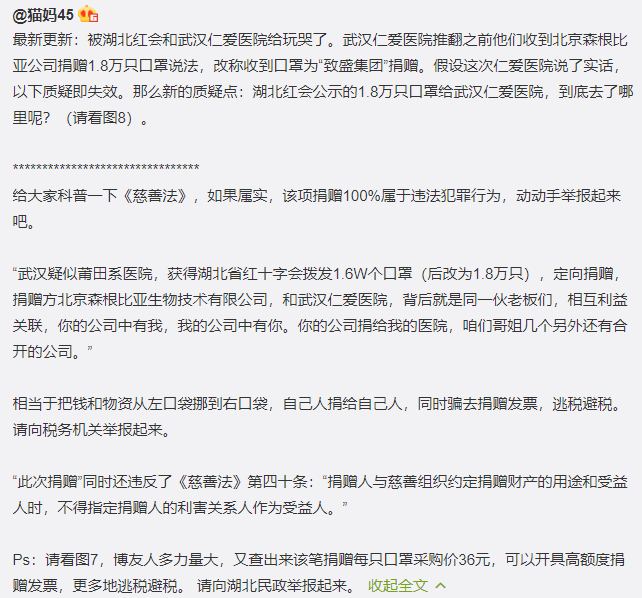 @猫妈45
最新更新：被湖北红会和武汉仁爱医院给玩哭了。武汉仁爱医院推翻之前他们收到北京森根比
亚公司捐赠1.8万只口罩说法，改称收到口罩为“致盛集团”捐赠。假设这次仁爱医院说了实话，
以下质疑即失效。那么新的质疑点：湖北红会公示的1.8万只口罩给武汉仁爱医院，到底去了哪
里呢？（请看图8）。
********************************
给大家科普一下《慈善法》，如果属实，该项捐赠100%属于违法犯罪行为，动动手举报起来
吧。
“武汉疑似莆田系医院，获得湖北省红十字会拨发1.6W个口罩（后改为1.8万只），定向捐赠，
捐赠方北京森根比亚生物技术有限公司，和武汉仁爱医院，背后就是同一伙老板们，相互利益
关联，你的公司中有我，我的公司中有你。你的公司捐给我的医院，咱们哥姐几个另外还有合
开的公司。”
相当于把钱和物资从左口袋挪到右口袋，自己人捐给自己人，同时骗去捐赠发票，逃税避税。
请向税务机关举报起来。
“此次捐赠”同时还违反了《慈善法》第四十条：“捐赠人与慈善组织约定捐赠财产的用途和受益
人时，不得指定捐赠人的利害关系人作为受益人。”
Ps：请看图7，博友人多力量大，又查出来该笔捐赠每只口罩采购价36元，可以开具高额度捐
赠发票，更多地逃税避税。 请向湖北民政举报起来。 收起全文